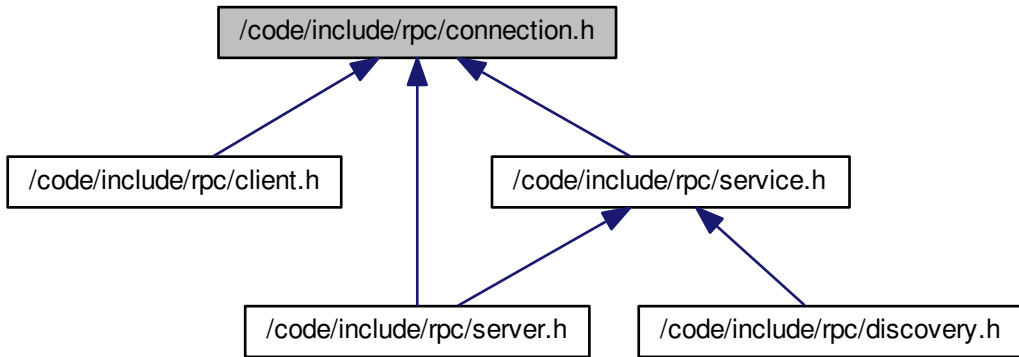 /code/include/rpc/connection.h
/code/include/rpc/client.h
/code/include/rpc/service.h
/code/include/rpc/server.h
/code/include/rpc/discovery.h